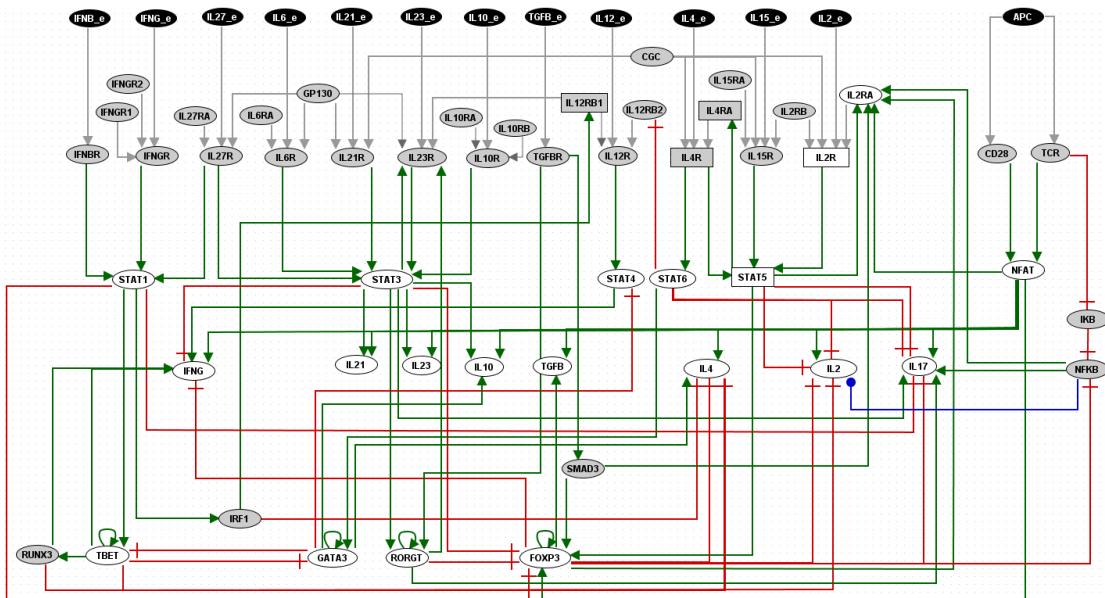 IFNB_e IFNG_e IL27_e IL6_e IL21_e IL23_e IL10_e TGFB_e IL12_e IL4_e IL15_e IL2_e APC
CGC
IFNGR2 GP130 IL15RA IL2RA
IFNGR1 IL27RA IL6RA IL10RA IL12RB1 IL12RB2 IL4RA IL2RB
IL10RB
IFNBR IFNGR IL27R IL6R IL21R IL23R IL10R TGFBR IL12R IL4R IL15R IL2R CD28 TCR
STAT1 STAT3 STAT4 STAT6 STAT5 NFAT
IKB
IFNG IL21 IL23 IL10 TGFB IL4 IL2 IL17 NFKB
SMAD3
IRF1
RUNX3 TBET GATA3 RORGT FOXP3